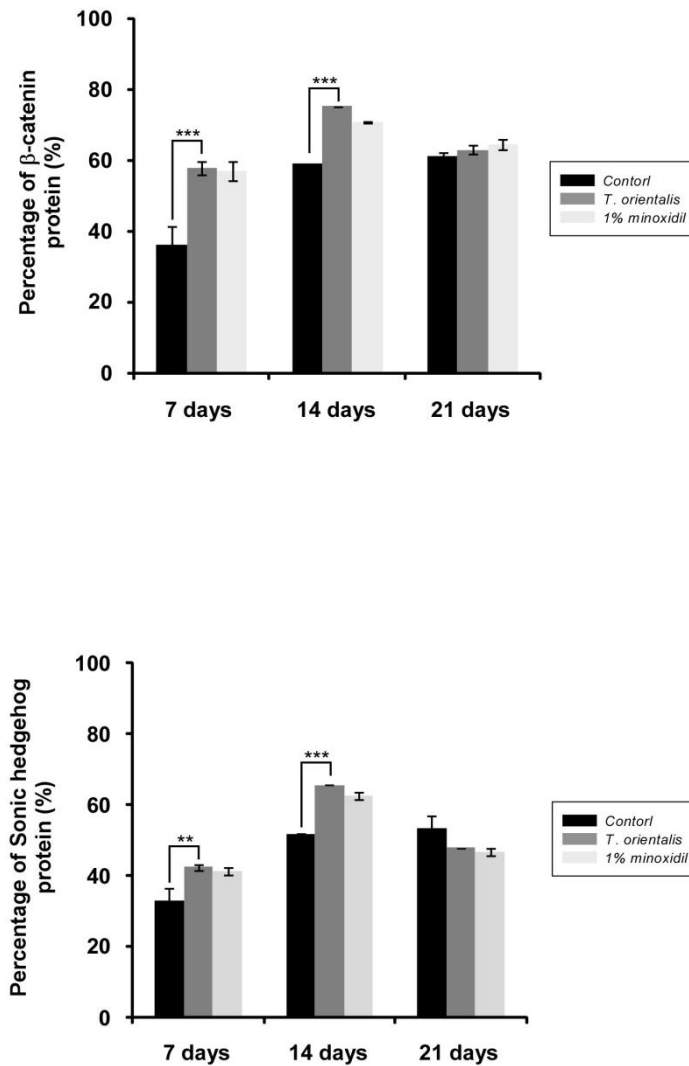 100
80
60
40
20
0
Percentage of β-catenin
protein (%)
***
***
7 days
14 days
21 days
Contorl
T. orientalis
1% minoxidil
100
80
60
40
20
0
Percentage of Sonic hedgehog
protein (%)
**
***
7 days
14 days
21 days
Contorl
T. orientalis
1% minoxidil